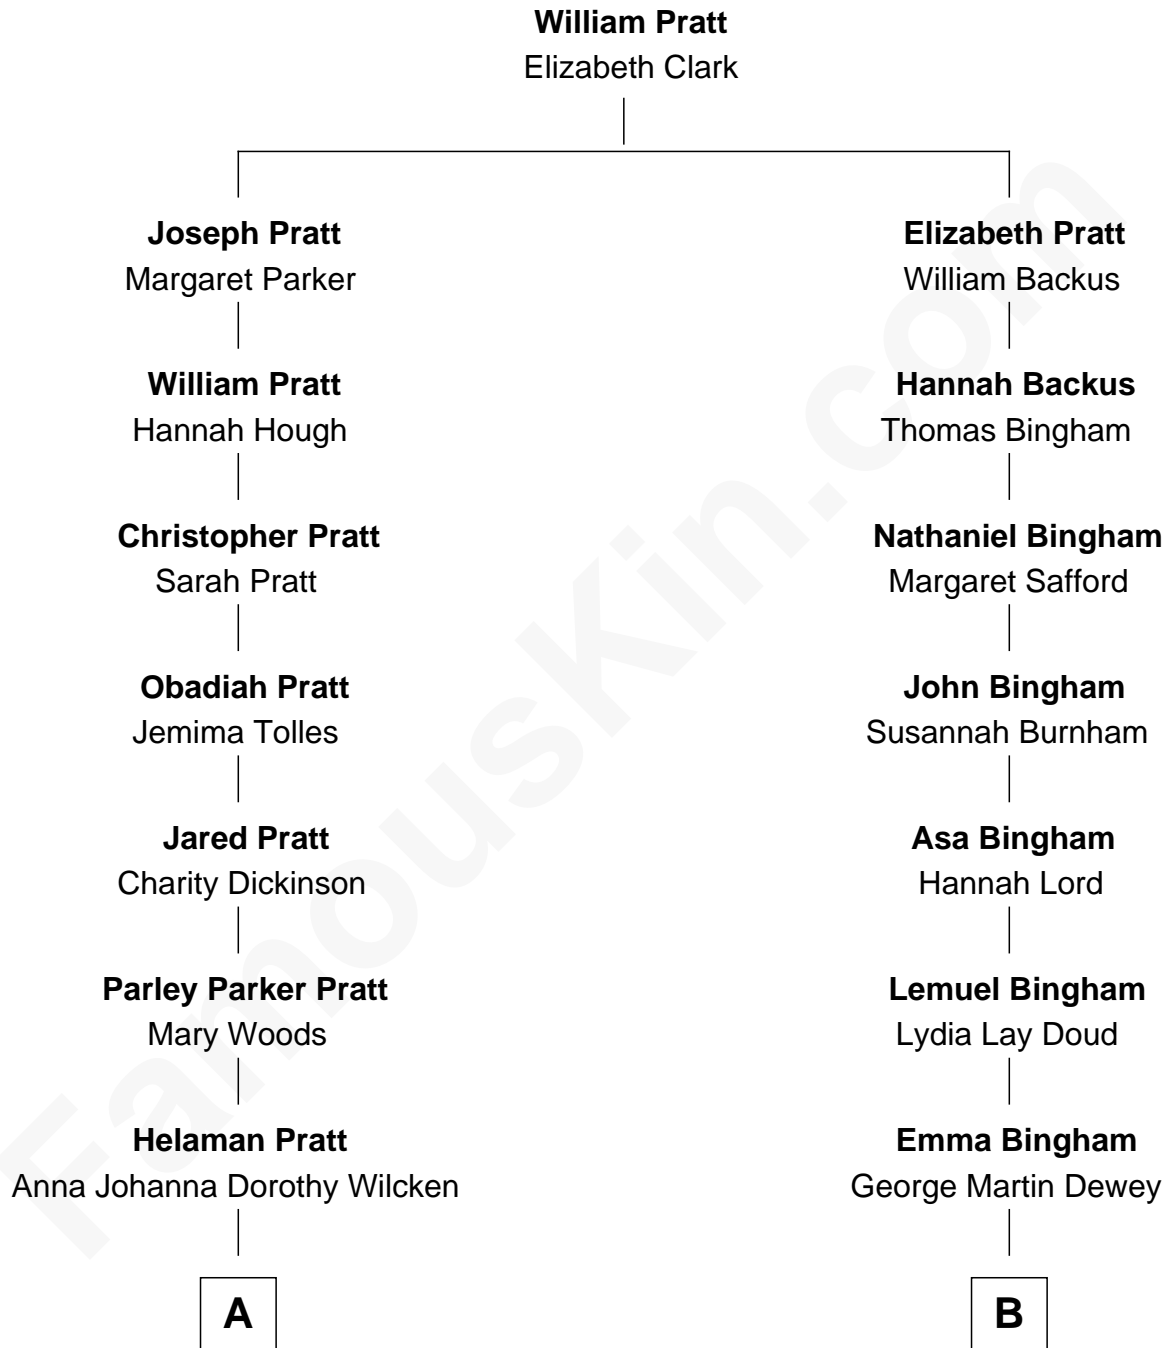 William Pratt
Elizabeth Clark
Joseph Pratt
Margaret Parker
Elizabeth Pratt
William Backus
William Pratt
Hannah Hough
Hannah Backus
Thomas Bingham
Christopher Pratt
Sarah Pratt
Nathaniel Bingham
Margaret Safford
Obadiah Pratt
Jemima Tolles
John Bingham
Susannah Burnham
Jared Pratt
Charity Dickinson
Asa Bingham
Hannah Lord
Parley Parker Pratt
Mary Woods
Lemuel Bingham
Lydia Lay Doud
Helaman Pratt
Anna Johanna Dorothy Wilcken
Emma Bingham
George Martin Dewey
A
B
FamousKin.com